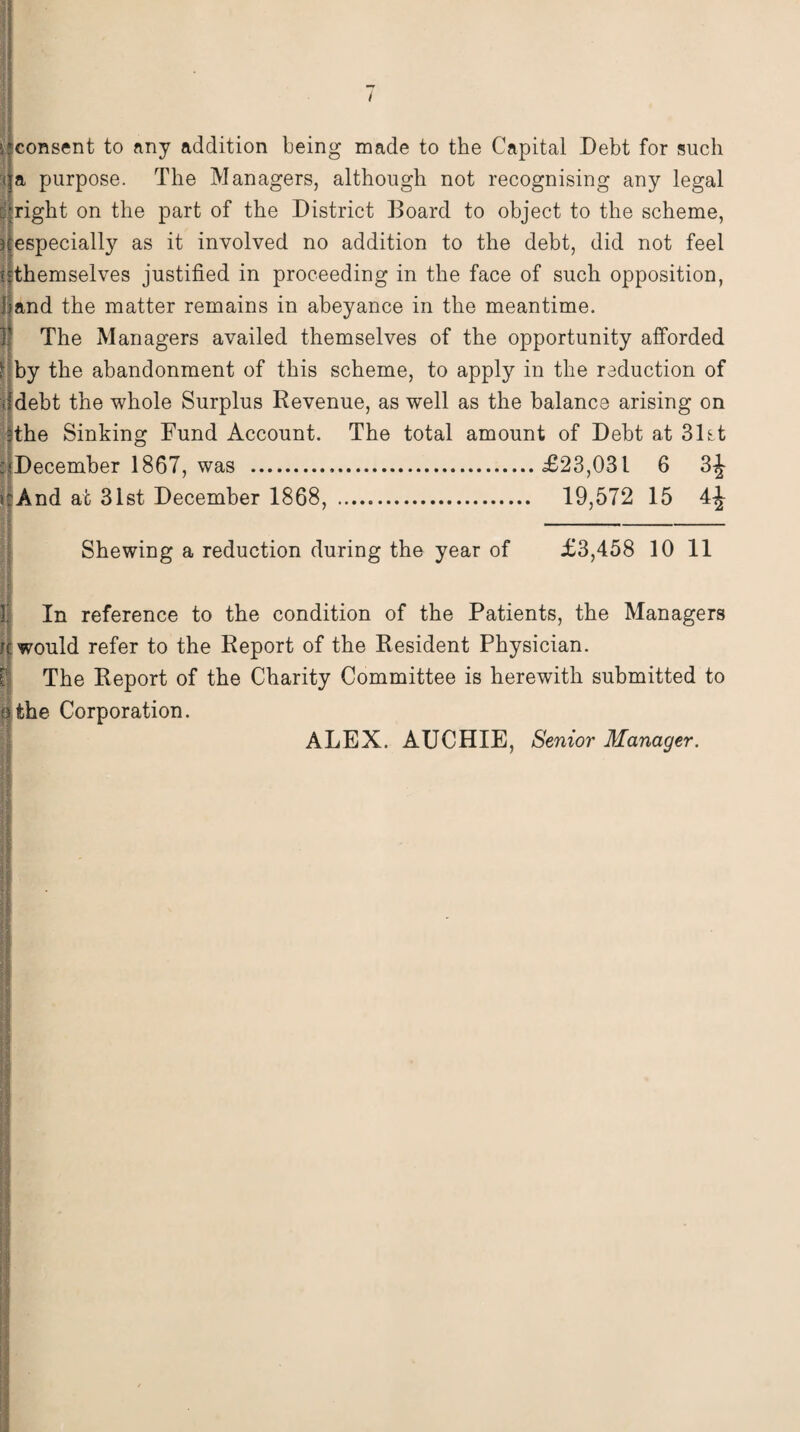 7
consent to any addition being made to the Capital Debt for such
a purpose. The Managers, although not recognising any legal
right on the part of the District Board to object to the scheme,
especially as it involved no addition to the debt, did not feel
themselves justified in proceeding in the face of such opposition,
and the matter remains in abeyance in the meantime.
The Managers availed themselves of the opportunity afforded
by the abandonment of this scheme, to apply in the reduction of
debt the whole Surplus Revenue, as well as the balance arising on
the Sinking Fund Account. The total amount of Debt at 31st
December 1867, was .......................................£23,031 6 3½
And at 31st December 1868, ........................... 19,572 15 4½
Shewing a reduction during the year of £3,458 10 11
In reference to the condition of the Patients, the Managers
would refer to the Report of the Resident Physician.
The Report of the Charity Committee is herewith submitted to
the Corporation.
ALEX. AUCHIE, Senior Manager.